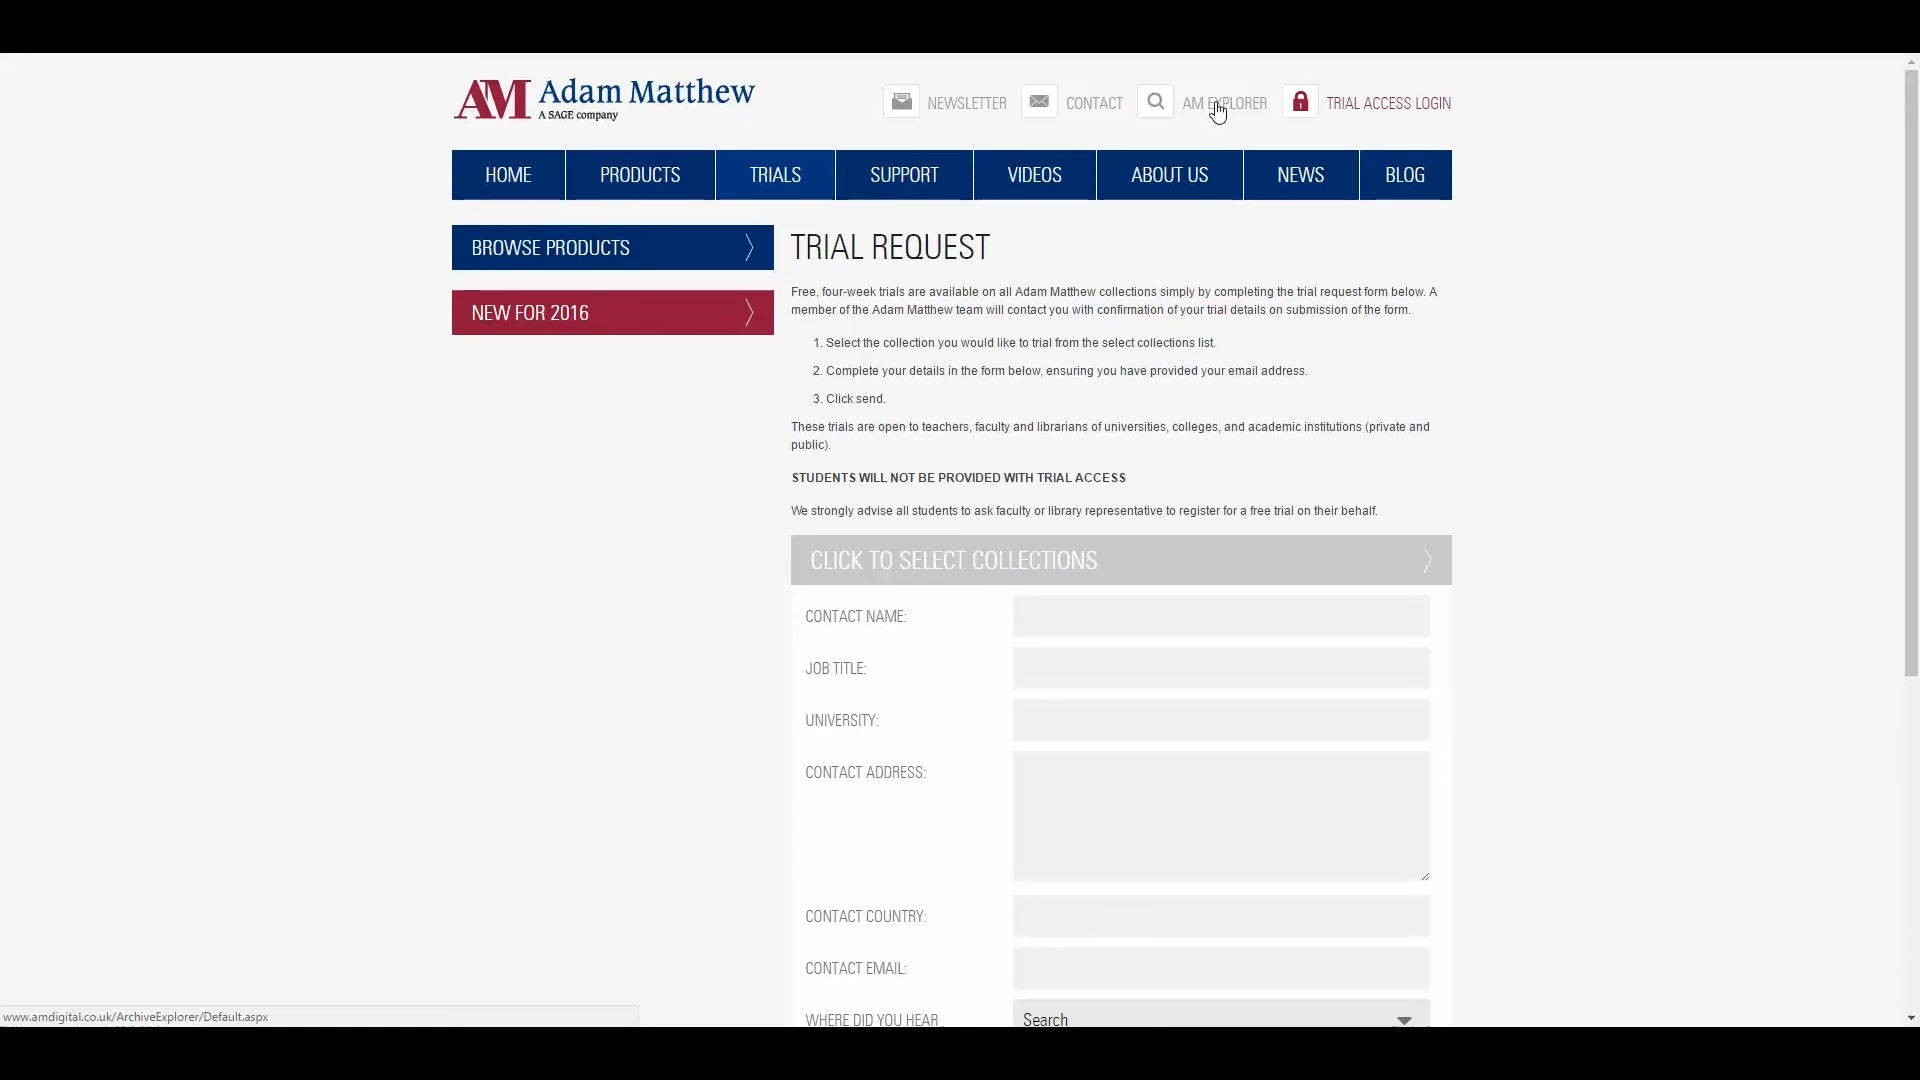 AM Adam Matthew
A SAGE company
NEWSLETTER CONTACT AM EXPLORER TRIAL ACCESS LOGIN
HOME PRODUCTS TRIALS SUPPORT VIDEOS ABOUT US NEWS BLOG
BROWSE PRODUCTS
NEW FOR 2016
TRIAL REQUEST
Free, four-week trials are available on all Adam Matthew collections simply by completing the trial request form below. A
member of the Adam Matthew team will contact you with confirmation of your trial details on submission of the form.
1. Select the collection you would like to trial from the select collections list.
2. Complete your details in the form below, ensuring you have provided your email address.
3. Click send.
These trials are open to teachers, faculty and librarians of universities, colleges, and academic institutions (private and
public).
STUDENTS WILL NOT BE PROVIDED WITH TRIAL ACCESS
We strongly advise all students to ask faculty or library representative to register for a free trial on their behalf.
CLICK TO SELECT COLLECTIONS
CONTACT NAME:
JOB TITLE:
UNIVERSITY:
CONTACT ADDRESS:
CONTACT COUNTRY:
CONTACT EMAIL:
WHERE DID YOU HEAR Search
www.amdigital.co.uk/ArchiveExplorer/Default.aspx